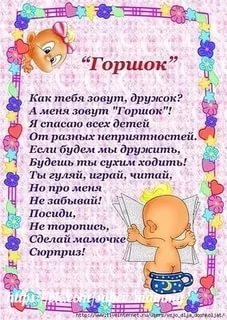 "Горшок"
Как тебя зовут, дружок?
А меня зовут "Горшок"!
Я спасаю всех детей
От разных неприятностей.
Если будем мы дружить,
Будешь ты сухим ходить!
Ты гуляй, играй, читай,
Но про меня
Не забывай!
Посиди,
Не торопись,
Сделай мамочке
Сюрприз!